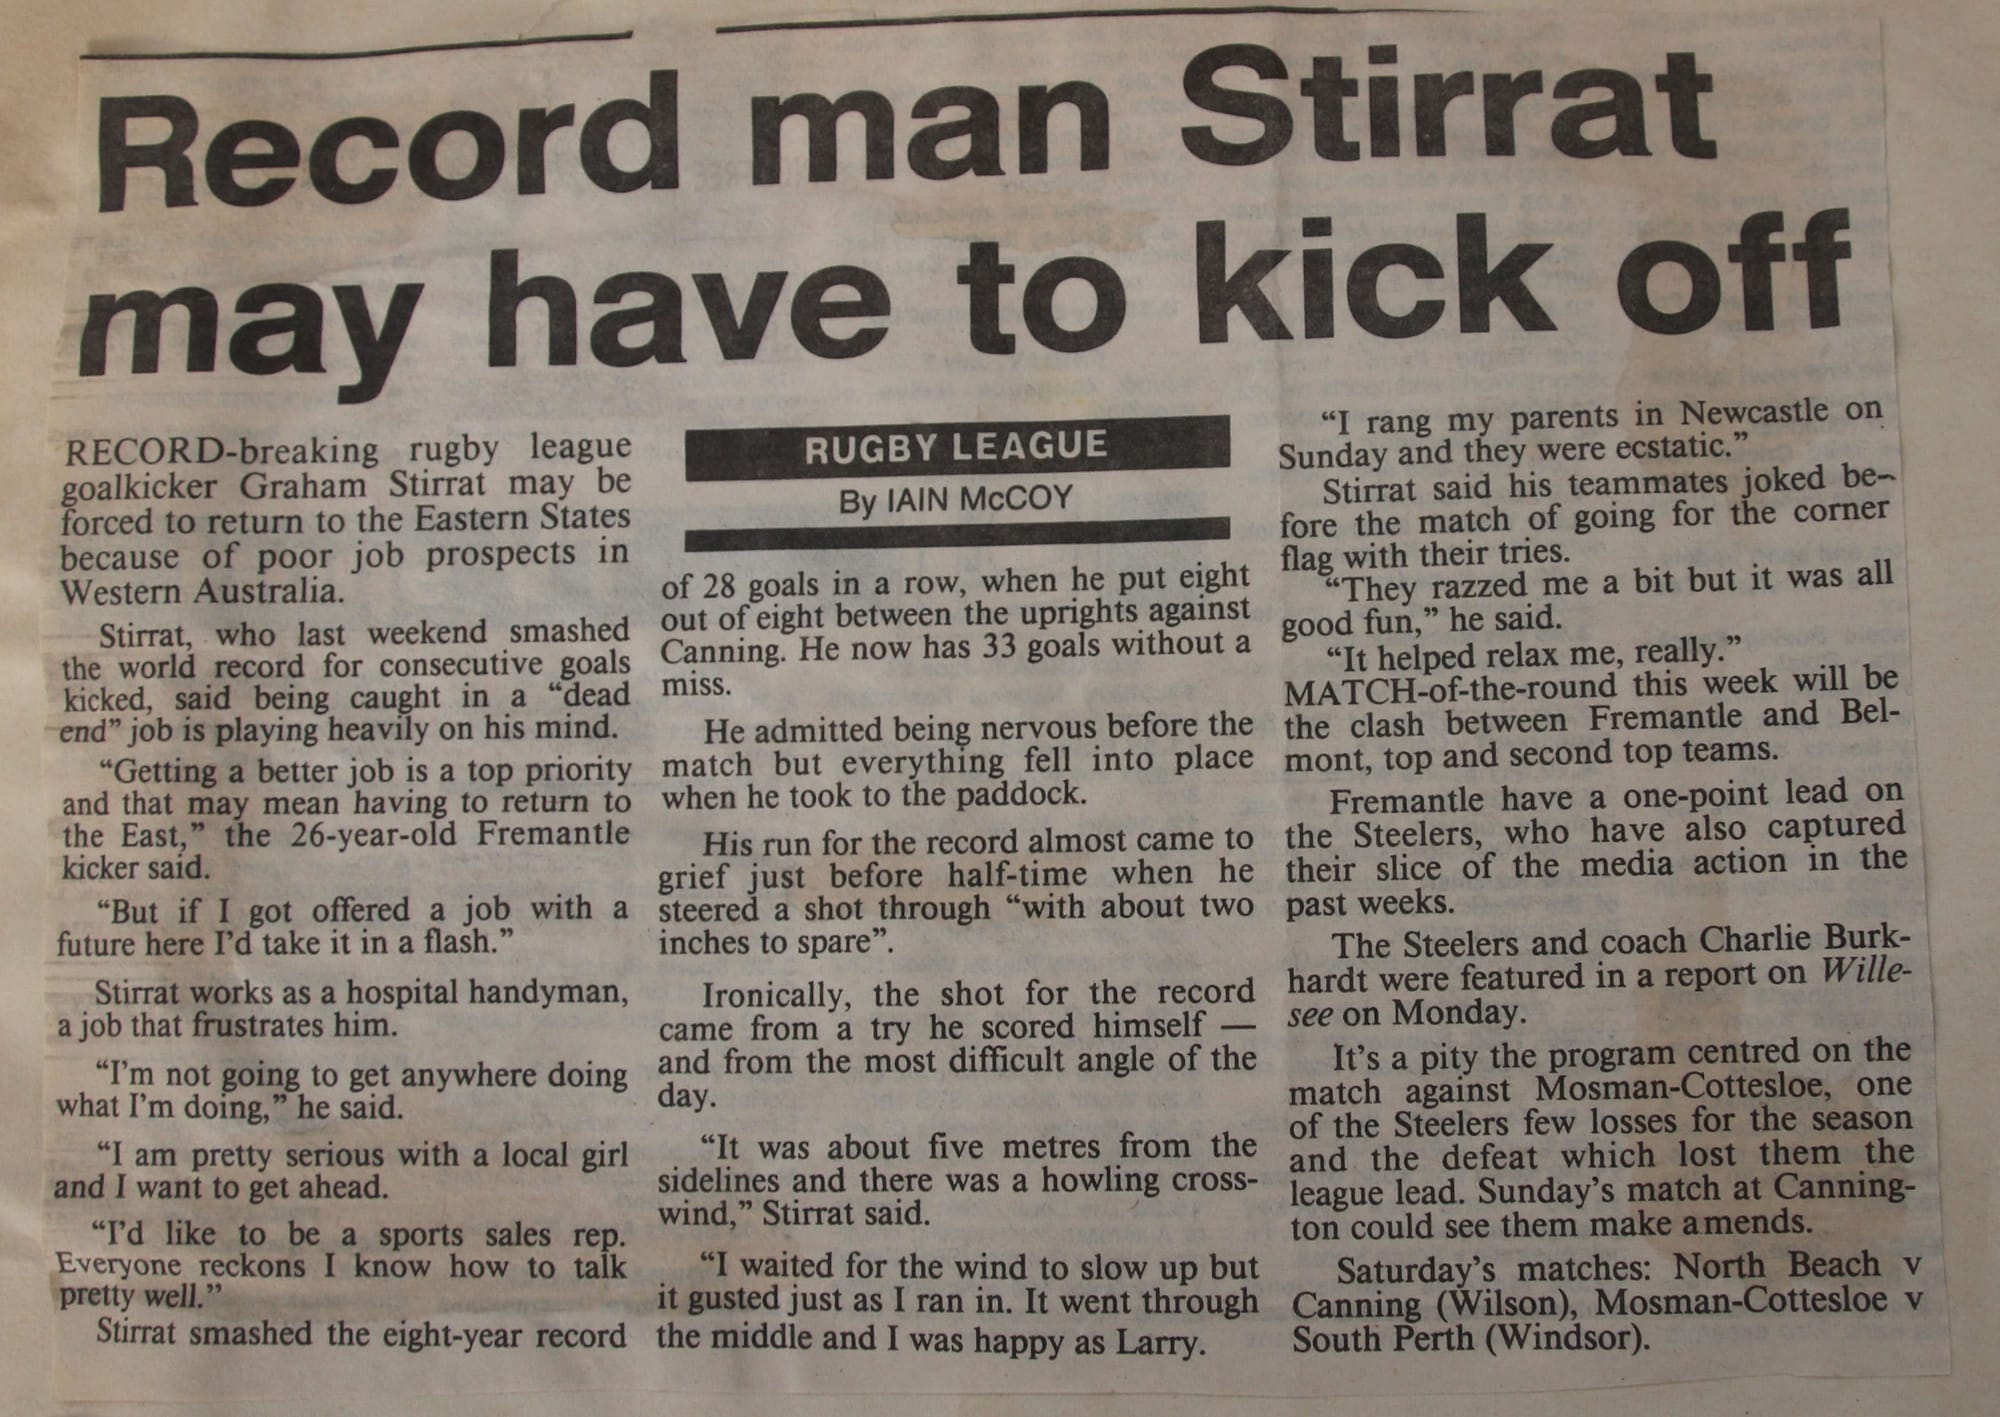 Record man Stirrat
may have to kick off
RECORD-breaking rugby league
goalkicker Graham Stirrat may be
forced to return to the Eastern States
because of poor job prospects in
Western Australia.
Stirrat, who last weekend smashed
the world record for consecutive goals
kicked, said being caught in a “dead
end” job is playing heavily on his mind.
“Getting a better job is a top priority
and that may mean having to return to
the East,” the 26-year-old Fremantle
kicker said.
“But if I got offered a job with a
future here I’d take it in a flash.”
Stirrat works as a hospital handyman,
a job that frustrates him.
“I’m not going to get anywhere doing
what I’m doing,” he said.
“I am pretty serious with a local girl
and I want to get ahead.
“I’d like to be a sports sales rep.
Everyone reckons I know how to talk
pretty well.”
Stirrat smashed the eight-year record
RUGBY LEAGUE
By IAIN McCOY
of 28 goals in a row, when he put eight
out of eight between the uprights against
Canning. He now has 33 goals without a
miss.
He admitted being nervous before the
match but everything fell into place
when he took to the paddock.
His run for the record almost came to
grief just before half-time when he
steered a shot through “with about two
inches to spare”.
Ironically, the shot for the record
came from a try he scored himself —
and from the most difficult angle of the
day.
“It was about five metres from the
sidelines and there was a howling cross-
wind,” Stirrat said.
“I waited for the wind to slow up but
it gusted just as I ran in. It went through
the middle and I was happy as Larry.
“I rang my parents in Newcastle on
Sunday and they were ecstatic.”
Stirrat said his teammates joked be-
fore the match of going for the corner
flag with their tries.
“They razzed me a bit but it was all
good fun,” he said.
“It helped relax me, really.”
MATCH-of-the-round this week will be
the clash between Fremantle and Bel-
mont, top and second top teams.
Fremantle have a one-point lead on
the Steelers, who have also captured
their slice of the media action in the
past weeks.
The Steelers and coach Charlie Burk-
hardt were featured in a report on Wille-
see on Monday.
It’s a pity the program centred on the
match against Mosman-Cottesloe, one
of the Steelers few losses for the season
and the defeat which lost them the
league lead. Sunday’s match at Canning-
ton could see them make amends.
Saturday’s matches: North Beach v
Canning (Wilson), Mosman-Cottesloe v
South Perth (Windsor).